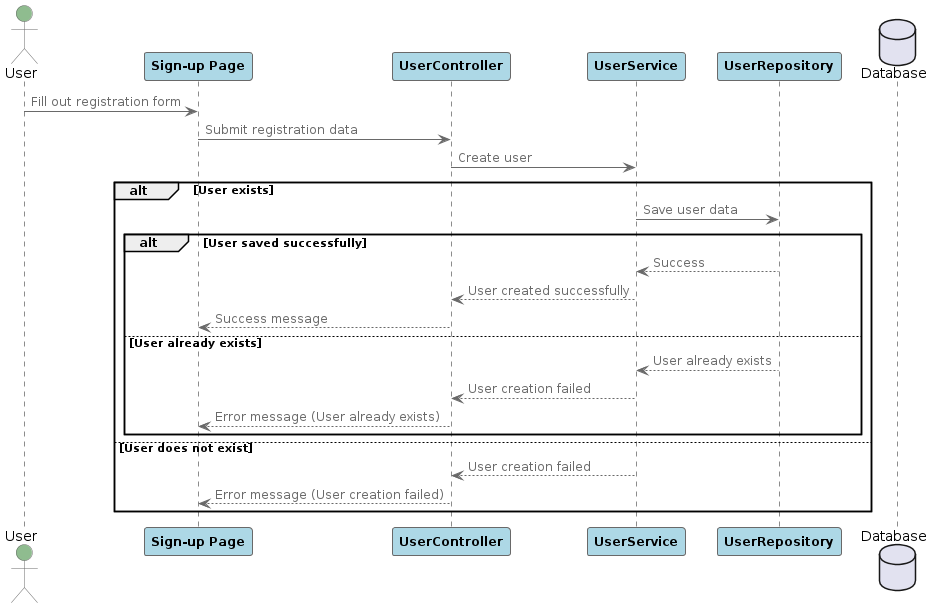 User
Sign-up Page
UserController
UserService
UserRepository
Database
Fill out registration form
Submit registration data
Create user
alt [User exists]
Save user data
alt [User saved successfully]
Success
User created successfully
Success message
[User already exists]
User already exists
User creation failed
Error message (User already exists)
[User does not exist]
User creation failed
Error message (User creation failed)
User
Sign-up Page
UserController
UserService
UserRepository
Database